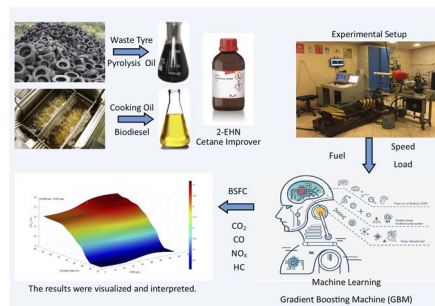 Waste Tyre
Pyrolysis Oil
Cooking Oil
Biodiesel
2-EHN
Cetane Improver
Experimental Setup
Fuel
Speed
Load
BSFC
CO₂
CO
NOₓ
HC
Machine Learning
Gradient Boosting Machine (GBM)
The results were visualized and interpreted.